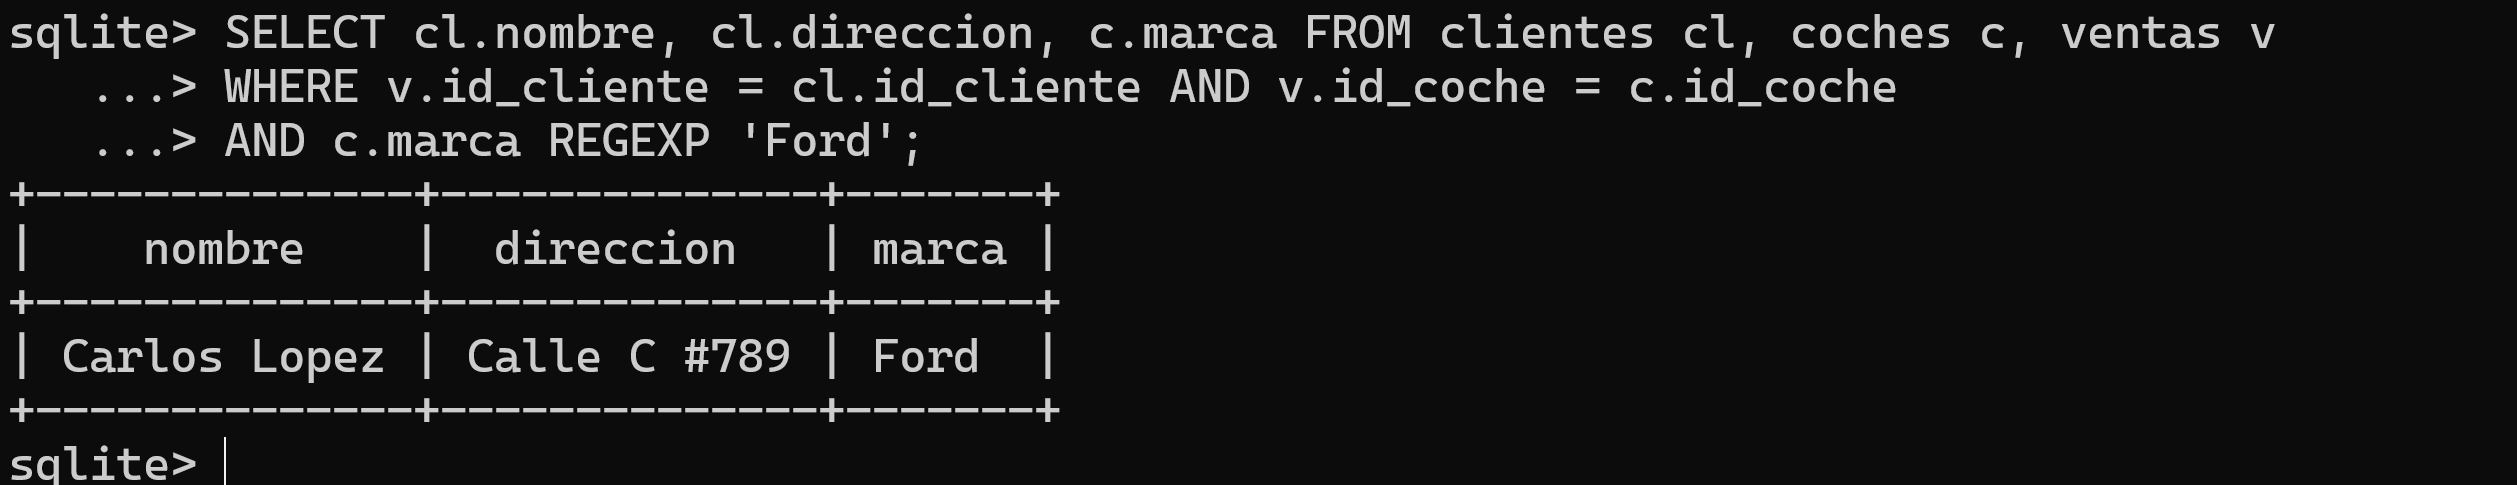 sqlite> SELECT cl.nombre, cl.direccion, c.marca FROM clientes cl, coches c, ventas v
   ...> WHERE v.id_cliente = cl.id_cliente AND v.id_coche = c.id_coche
   ...> AND c.marca REGEXP 'Ford';
+--------------+--------------+-------+
|    nombre    |  direccion   | marca |
+--------------+--------------+-------+
| Carlos Lopez | Calle C #789 | Ford  |
+--------------+--------------+-------+
sqlite>